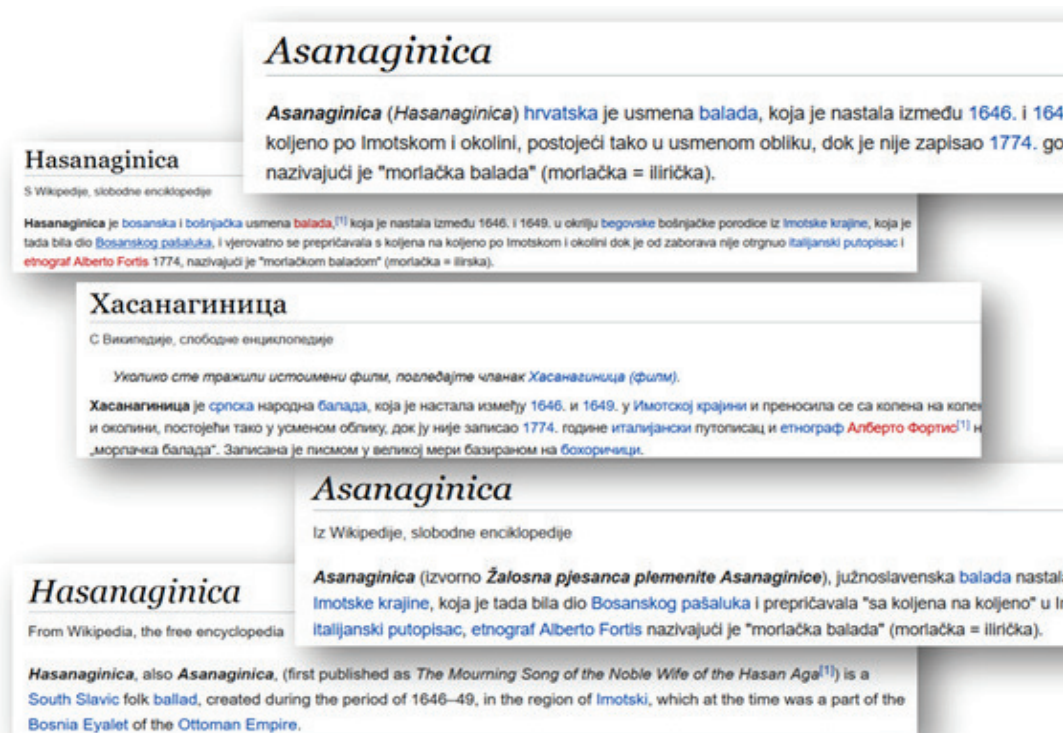 Asanaginica
Asanaginica (Hasanaginica) hrvatska je usmena balada, koja je nastala između 1646. i 164
koljeno po Imotskom i okolini, postojeći tako u usmenom obliku, dok je nije zapisao 1774. go
nazivajući je "morlačka balada" (morlačka = ilirička).
Hasanaginica
S Wikipedije, slobodne enciklopedije
Hasanaginica je bosanska i bošnjačka usmena balada,[1] koja je nastala između 1646. i 1649. u okrilju begovske bošnjačke porodice iz Imotske krajine, koja je
tada bila dio Bosanskog pašaluka, i vjerovatno se prepričavala s koljena na koljeno po Imotskom i okolini dok je od zaborava nije otrgnuo italijanski putopisac i
etnograf Alberto Fortis 1774, nazivajući je "morlačkom baladom" (morlačka = ilirska).
Хасанагиница
С Википедије, слободне енциклопедије
Уколико сте тражили истоимени филм, погледајте чланак Хасанагиница (филм).
Хасанагиница је српска народна балада, која је настала између 1646. и 1649. у Имотској крајини и преносила се са колена на колен
и околини, постојећи тако у усменом облику, док ју није записао 1774. године италијански путописац и етнограф Алберто Фортис[1] н
„морлачка балада". Записана је писмом у великој мери базираном на бохоричици.
Asanaginica
Iz Wikipedije, slobodne enciklopedije
Asanaginica (izvorno Žalosna pjesanca plemenite Asanaginice), južnoslavenska balada nastala
Imotske krajine, koja je tada bila dio Bosanskog pašaluka i prepričavala "sa koljena na koljeno" u I
italijanski putopisac, etnograf Alberto Fortis nazivajući je "morlačka balada" (morlačka = ilirička).
Hasanaginica
From Wikipedia, the free encyclopedia
Hasanaginica, also Asanaginica, (first published as The Mourning Song of the Noble Wife of the Hasan Aga[1]) is a
South Slavic folk ballad, created during the period of 1646–49, in the region of Imotski, which at the time was a part of the
Bosnia Eyalet of the Ottoman Empire.